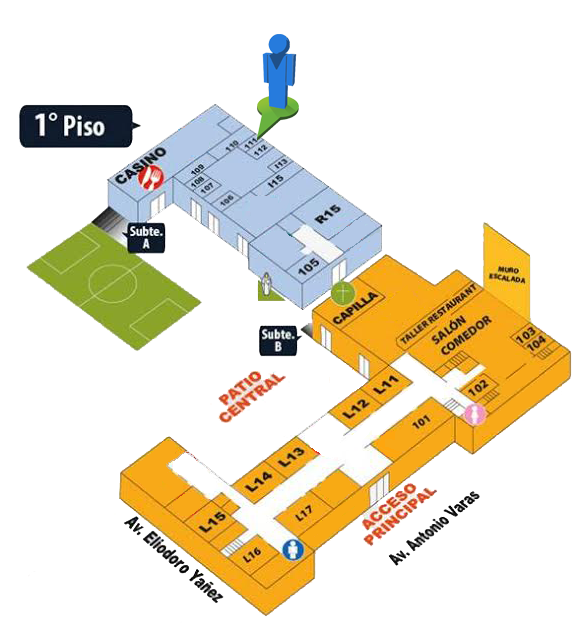 1° Piso
CASINO
109
110
111
112
113
108
107
106
I15
R15
105
Subte.
A
Subte.
B
CAPILLA
MURO
ESCALADA
TALLER RESTAURANT
SALÓN
COMEDOR
103
104
102
PATIO
CENTRAL
L11
L12
101
L13
L14
L17
L15
L16
ACCESO
PRINCIPAL
Av. Antonio Varas
Av. Eliodoro Yañez